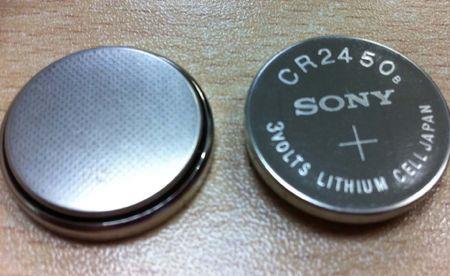 CR2450B
SONY
+
3VOLTS LITHIUM CELL JAPAN